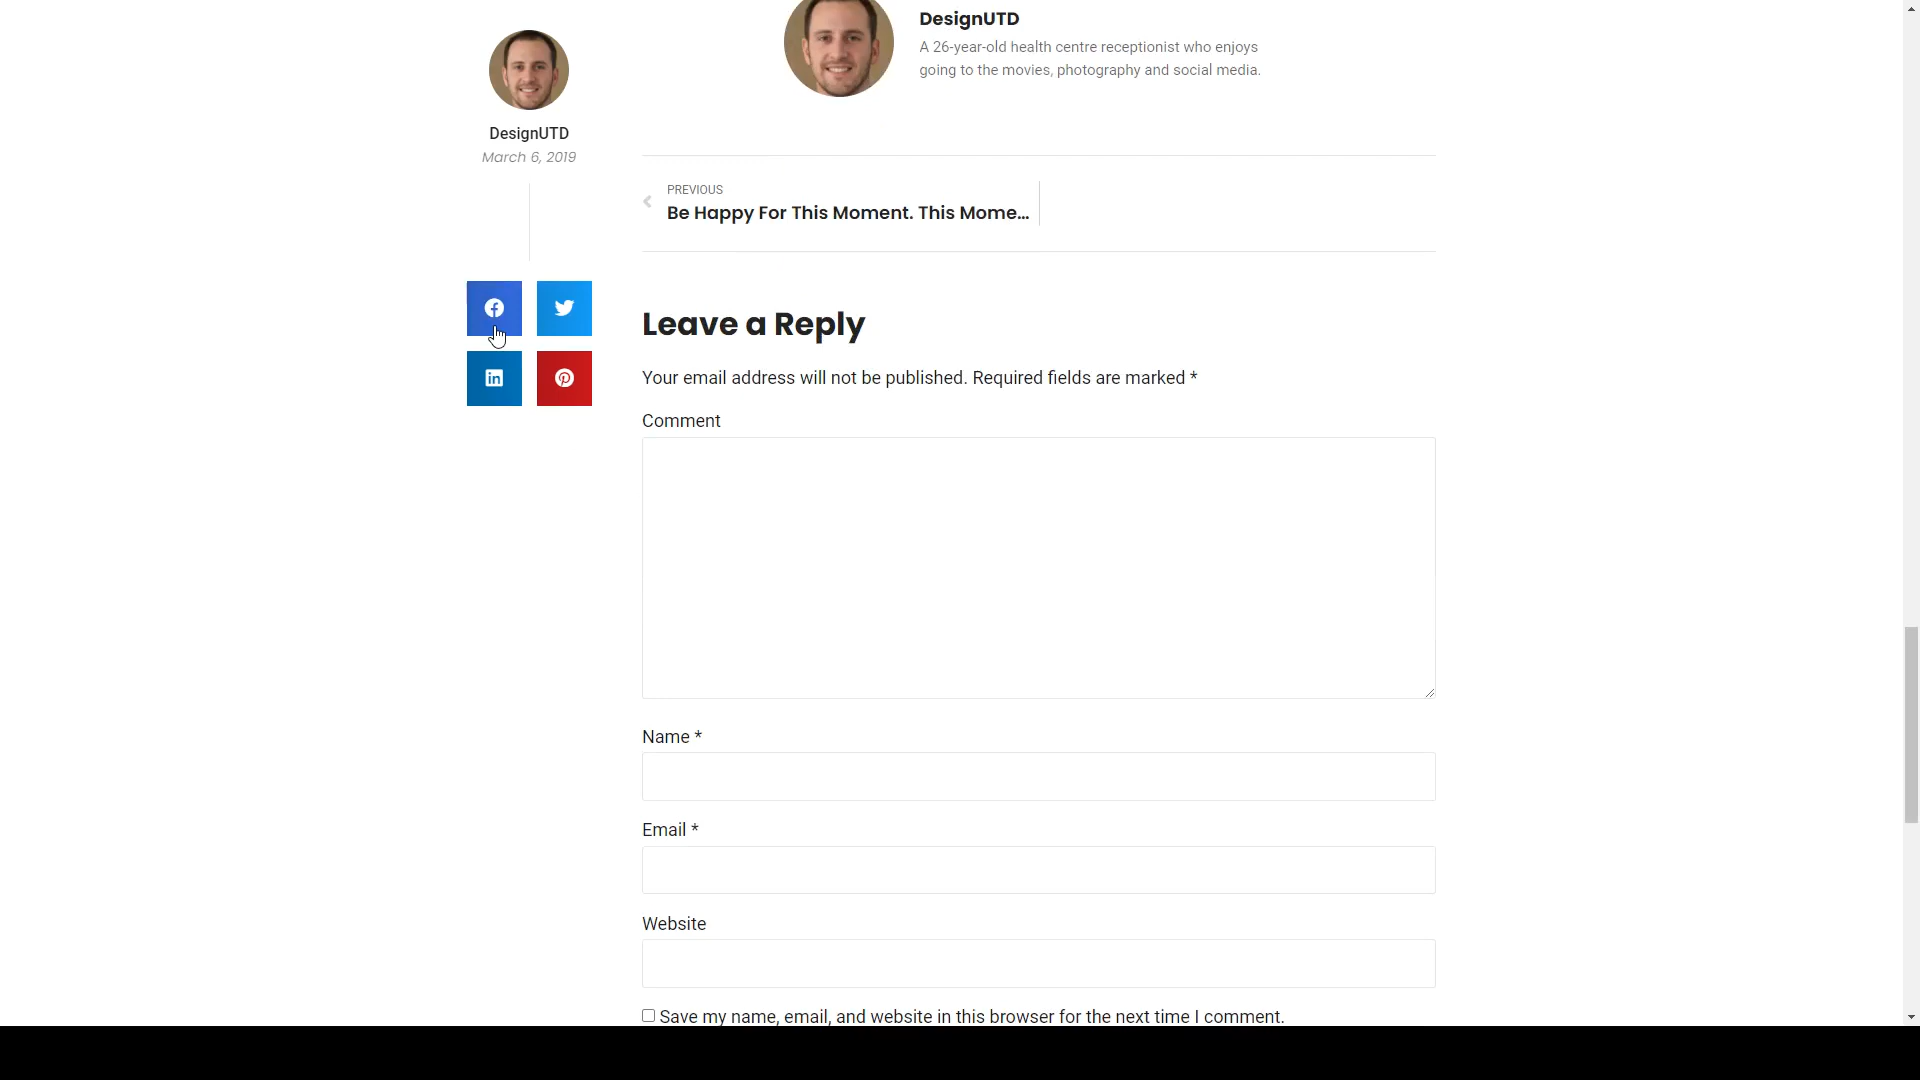 DesignUTD
March 6, 2019
DesignUTD
A 26-year-old health centre receptionist who enjoys
going to the movies, photography and social media.
PREVIOUS
Be Happy For This Moment. This Mome...
Leave a Reply
Your email address will not be published. Required fields are marked *
Comment
Name *
Email *
Website
Save my name, email, and website in this browser for the next time I comment.